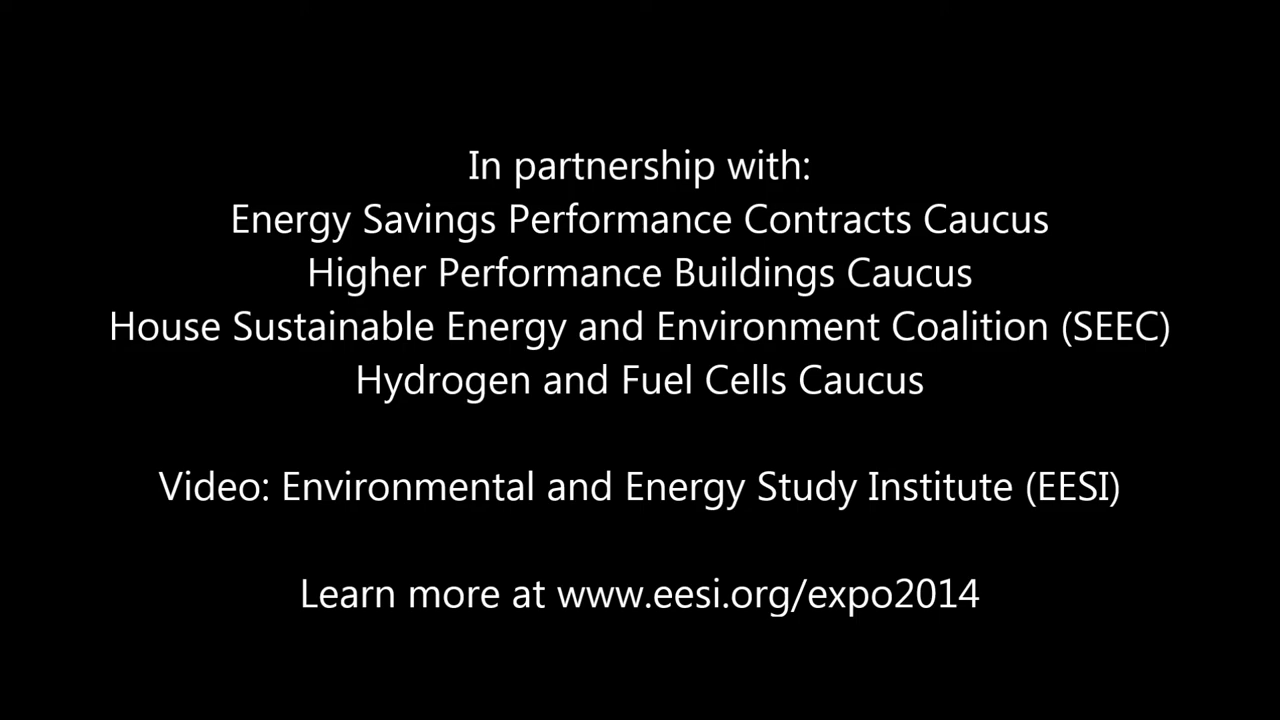 In partnership with:
Energy Savings Performance Contracts Caucus
Higher Performance Buildings Caucus
House Sustainable Energy and Environment Coalition (SEEC)
Hydrogen and Fuel Cells Caucus
Video: Environmental and Energy Study Institute (EESI)
Learn more at www.eesi.org/expo2014